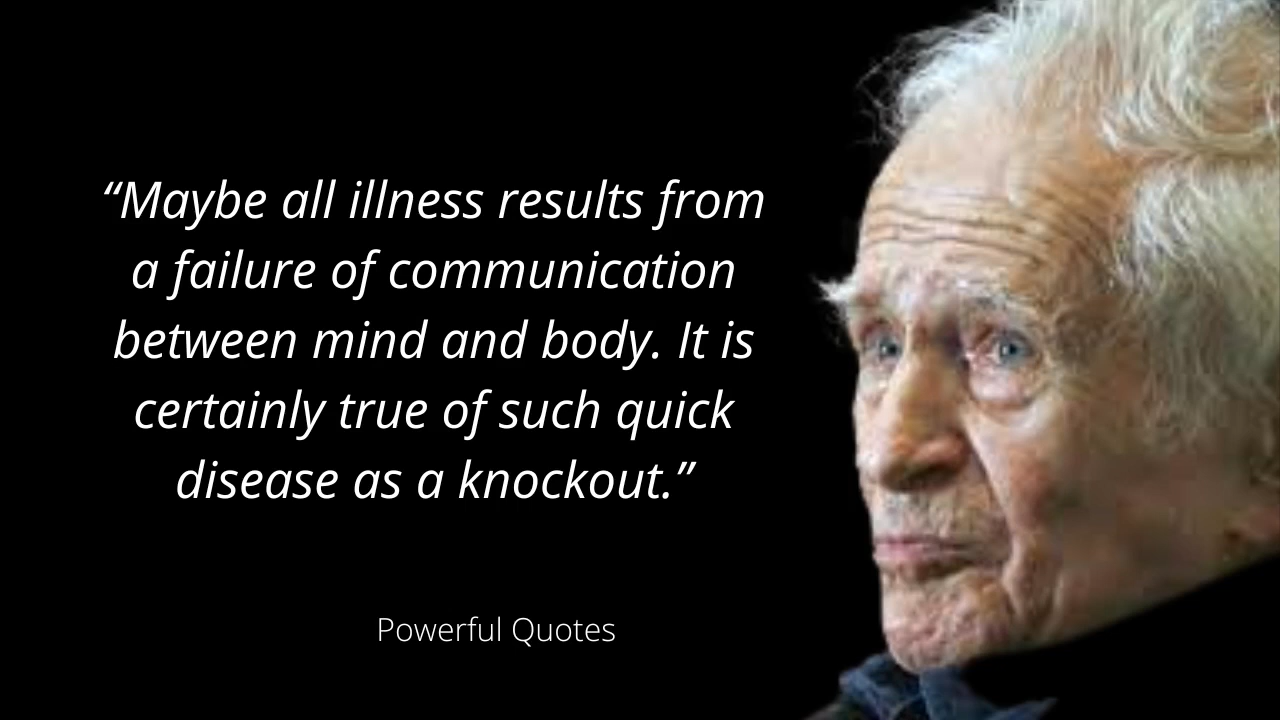 “Maybe all illness results from
a failure of communication
between mind and body. It is
certainly true of such quick
disease as a knockout.”
Powerful Quotes